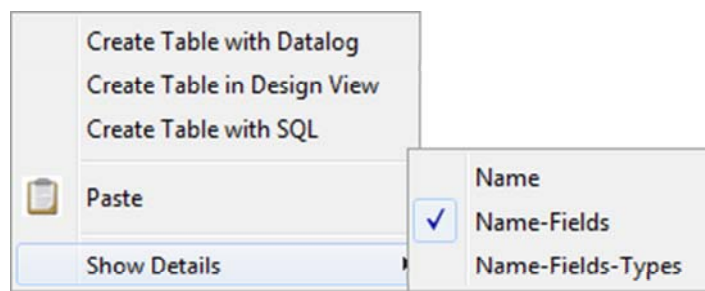 Create Table with Datalog
Create Table in Design View
Create Table with SQL
Paste
Show Details
Name
Name-Fields
Name-Fields-Types